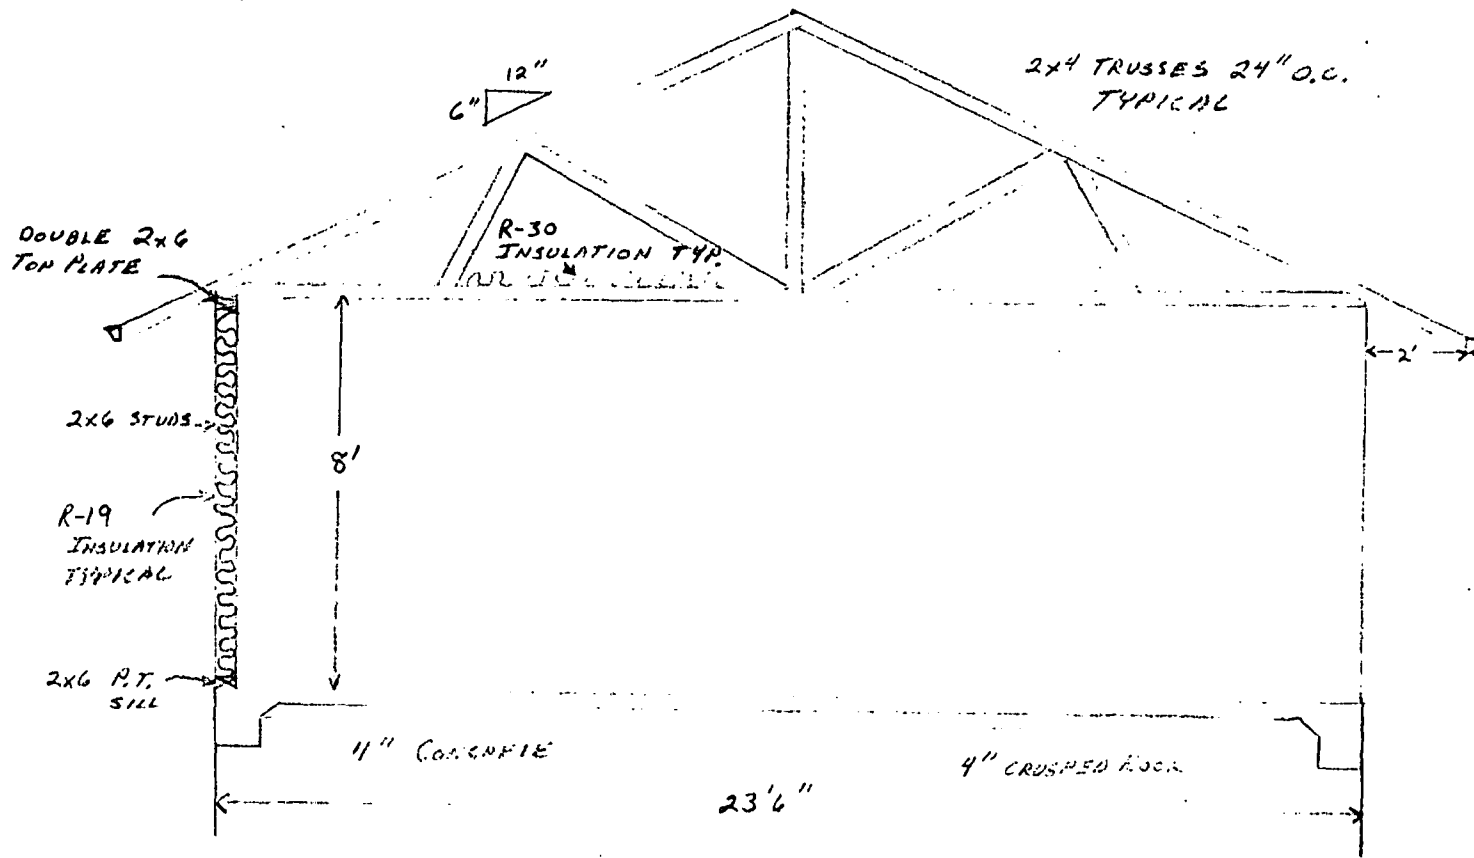 12"
6"
2x4 TRUSSES 24" O.C.
TYPICAL
DOUBLE 2x6
TOP PLATE
R-30
INSULATION TYP.
2'
2x6 STUDS
8'
R-19
INSULATION
TYPICAL
2x6 P.T.
SILL
4" CONCRETE
4" CRUSHED ROCK
23'6"